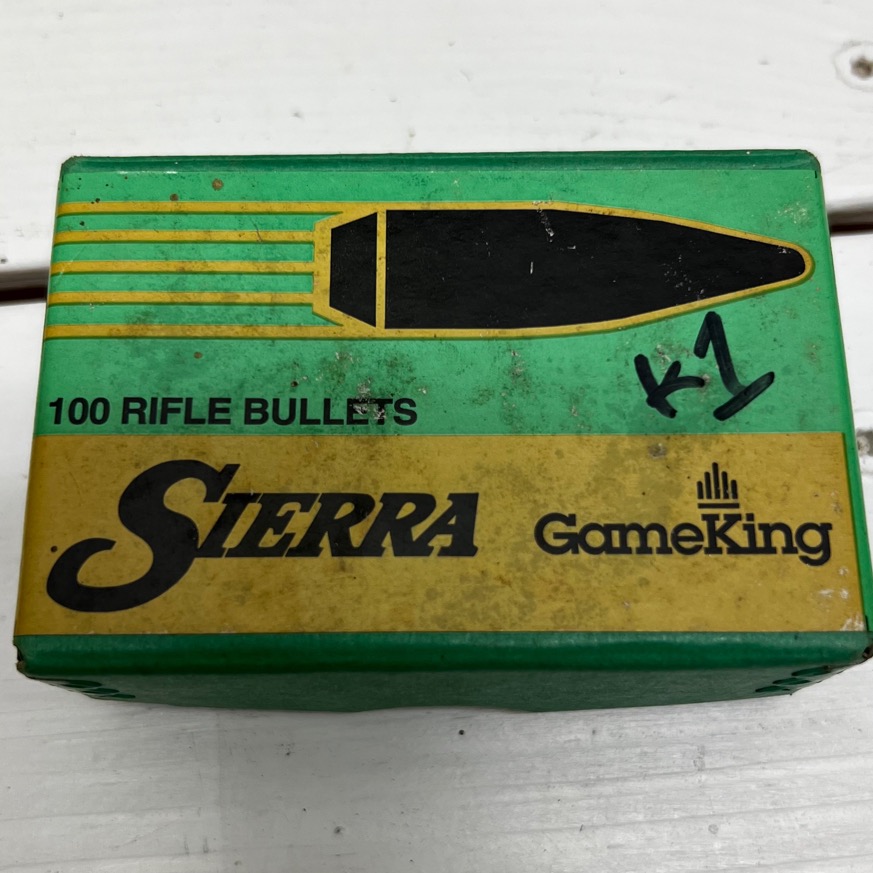 K1
100 RIFLE BULLETS
SIERRA
GameKing